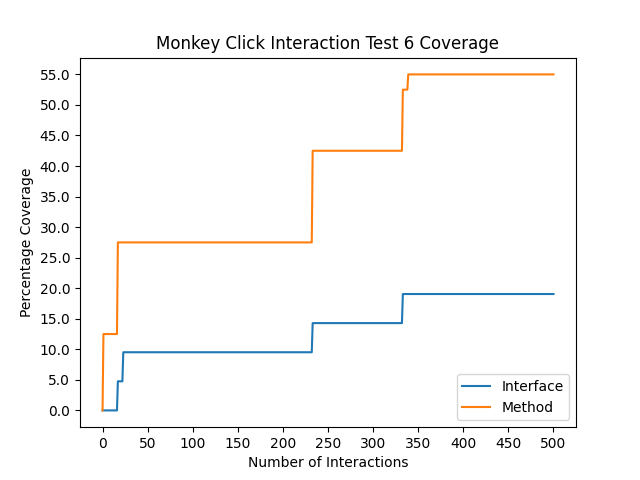 Monkey Click Interaction Test 6 Coverage
55.0
50.0
45.0
40.0
35.0
30.0
25.0
20.0
15.0
10.0
5.0
0.0
Percentage Coverage
Interface
Method
0 50 100 150 200 250 300 350 400 450 500
Number of Interactions